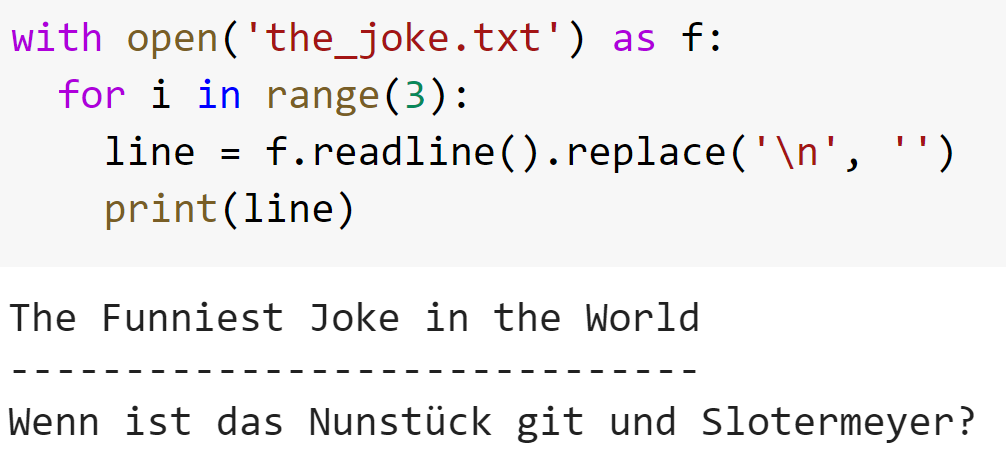 with open('the_joke.txt') as f:
  for i in range(3):
    line = f.readline().replace('\n', '')
    print(line)
The Funniest Joke in the World
------------------------------
Wenn ist das Nunstück git und Slotermeyer?